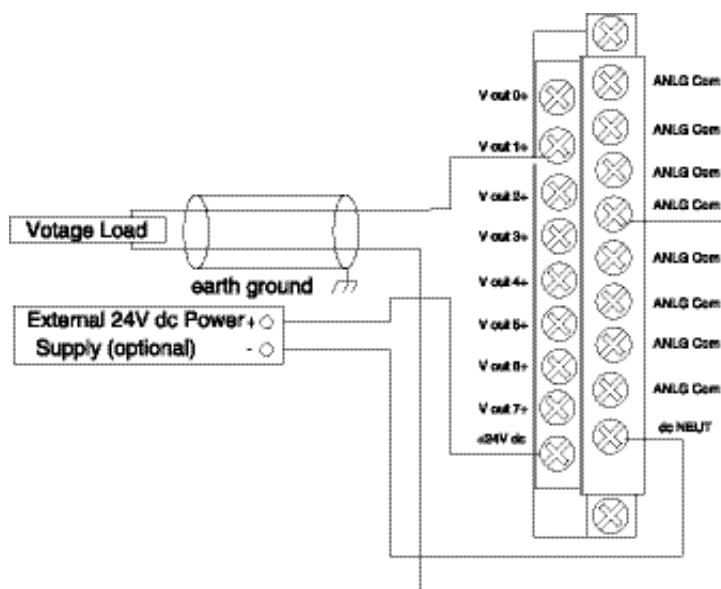 V out 0+
ANLG Com
V out 1+
ANLG Com
V out 2+
ANLG Com
Votage Load
V out 3+
ANLG Com
earth ground
V out 4+
ANLG Com
External 24V dc Power +
V out 5+
ANLG Com
Supply (optional) -
V out 6+
ANLG Com
V out 7+
ANLG Com
+24V dc
dc NEUT